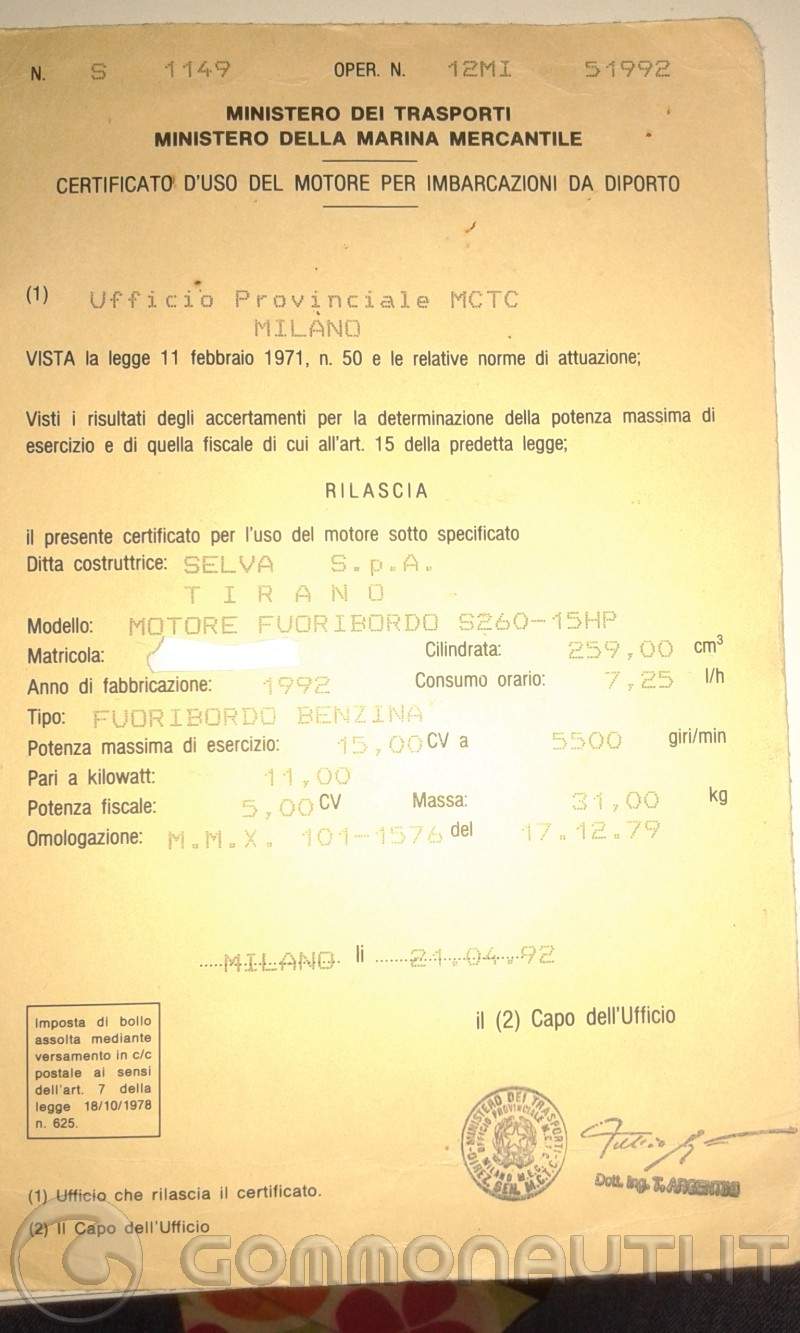 N. S 1149 OPER. N. 12MI 51992
MINISTERO DEI TRASPORTI
MINISTERO DELLA MARINA MERCANTILE
CERTIFICATO D'USO DEL MOTORE PER IMBARCAZIONI DA DIPORTO
(1) Ufficio Provinciale MCTC
MILANO
VISTA la legge 11 febbraio 1971, n. 50 e le relative norme di attuazione;
Visti i risultati degli accertamenti per la determinazione della potenza massima di
esercizio e di quella fiscale di cui all'art. 15 della predetta legge;
RILASCIA
il presente certificato per l'uso del motore sotto specificato
Ditta costruttrice: SELVA S.p.A.
TIRANO
Modello: MOTORE FUORIBORDO S260-15HP
Matricola: Cilindrata: 259,00 cm³
Anno di fabbricazione: 1992 Consumo orario: 7,25 l/h
Tipo: FUORIBORDO BENZINA
Potenza massima di esercizio: 15,00 CV a 5500 giri/min
Pari a kilowatt: 11,00
Potenza fiscale: 5,00 CV Massa: 31,00 kg
Omologazione: M.M.X. 101-1576 del 17.12.79
MILANO li 21.04.92
il (2) Capo dell'Ufficio
Imposta di bollo
assolta mediante
versamento in c/c
postale ai sensi
dell'art. 7 della
legge 18/10/1978
n. 625.
MINISTERO DEI TRASPORTI
UFFICIO PROVINCIALE M.C.T.C.
MILANO
DIREZ. GEN. M.C.T.C.
Dott. Ing. T. ARGENTINO
(1) Ufficio che rilascia il certificato.
(2) Il Capo dell'Ufficio
GOMMONAUTI.IT